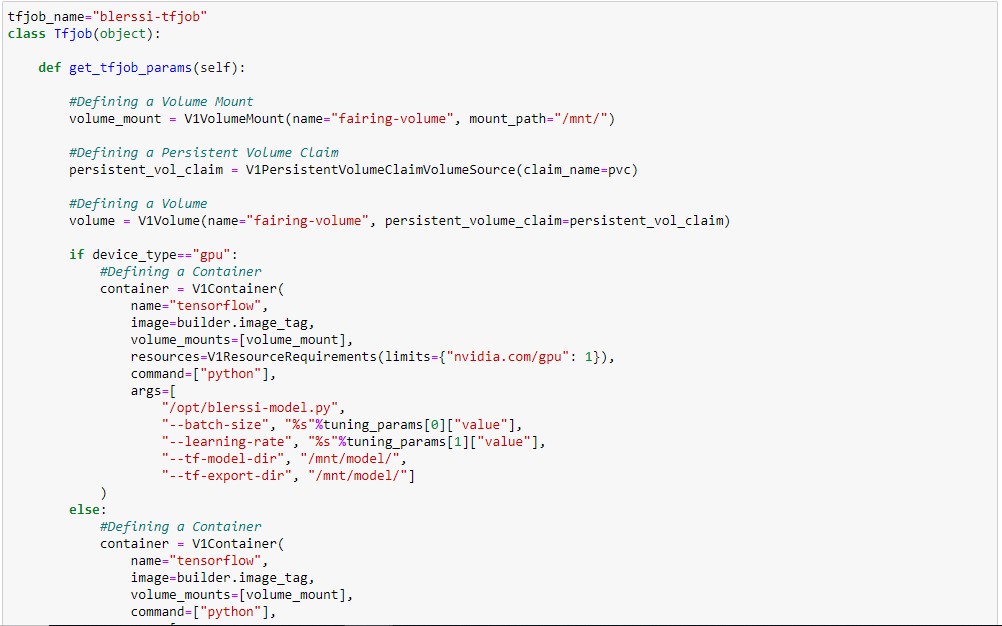 tfjob_name="blerssi-tfjob"
class Tfjob(object):
    def get_tfjob_params(self):
        #Defining a Volume Mount
        volume_mount = V1VolumeMount(name="fairing-volume", mount_path="/mnt/")
        #Defining a Persistent Volume Claim
        persistent_vol_claim = V1PersistentVolumeClaimVolumeSource(claim_name=pvc)
        #Defining a Volume
        volume = V1Volume(name="fairing-volume", persistent_volume_claim=persistent_vol_claim)
        if device_type=="gpu":
            #Defining a Container
            container = V1Container(
                name="tensorflow",
                image=builder.image_tag,
                volume_mounts=[volume_mount],
                resources=V1ResourceRequirements(limits={"nvidia.com/gpu": 1}),
                command=["python"],
                args=[
                    "/opt/blerssi-model.py",
                    "--batch-size", "%s"%tuning_params[0]["value"],
                    "--learning-rate", "%s"%tuning_params[1]["value"],
                    "--tf-model-dir", "/mnt/model/",
                    "--tf-export-dir", "/mnt/model/"]
            )
        else:
            #Defining a Container
            container = V1Container(
                name="tensorflow",
                image=builder.image_tag,
                volume_mounts=[volume_mount],
                command=["python"],